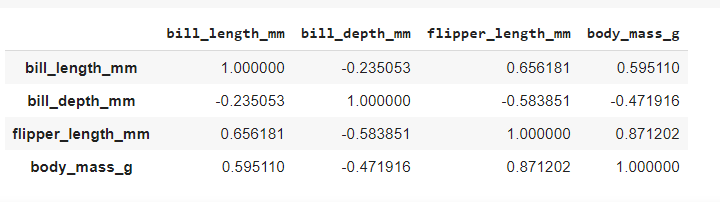 bill_length_mm bill_depth_mm flipper_length_mm body_mass_g
bill_length_mm 1.000000 -0.235053 0.656181 0.595110
bill_depth_mm -0.235053 1.000000 -0.583851 -0.471916
flipper_length_mm 0.656181 -0.583851 1.000000 0.871202
body_mass_g 0.595110 -0.471916 0.871202 1.000000